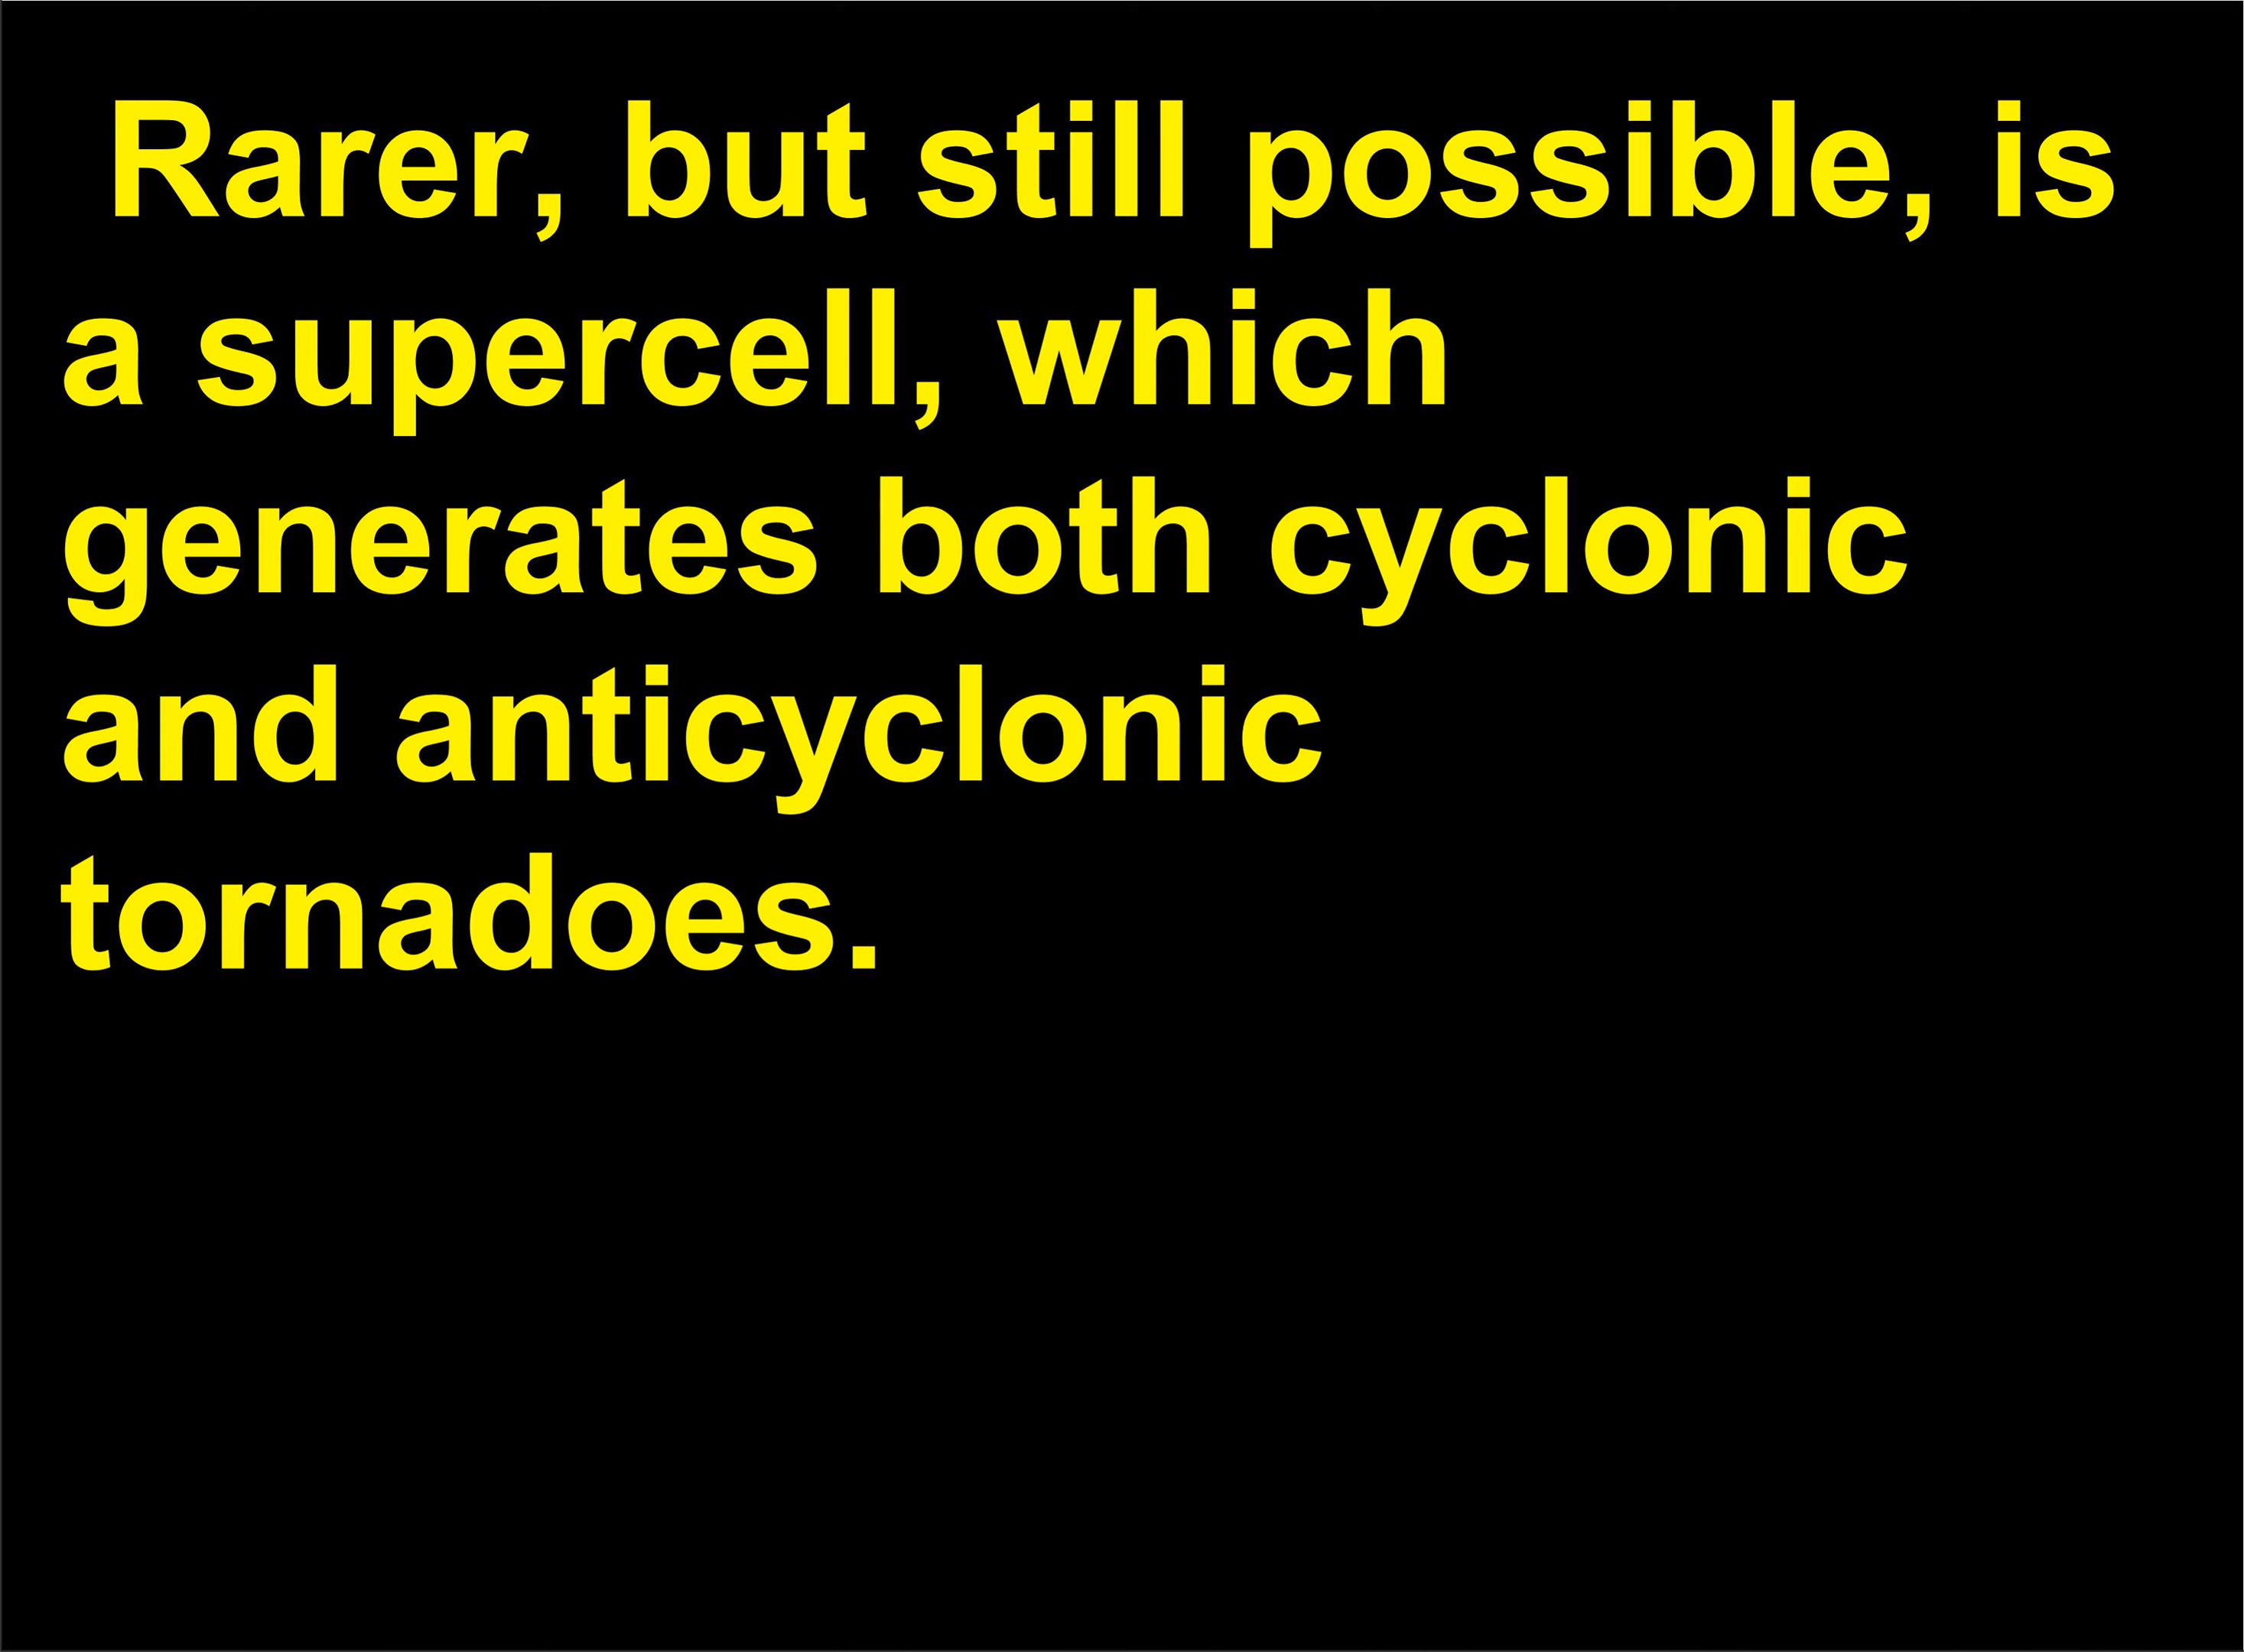 Rarer, but still possible, is
a supercell, which
generates both cyclonic
and anticyclonic
tornadoes.